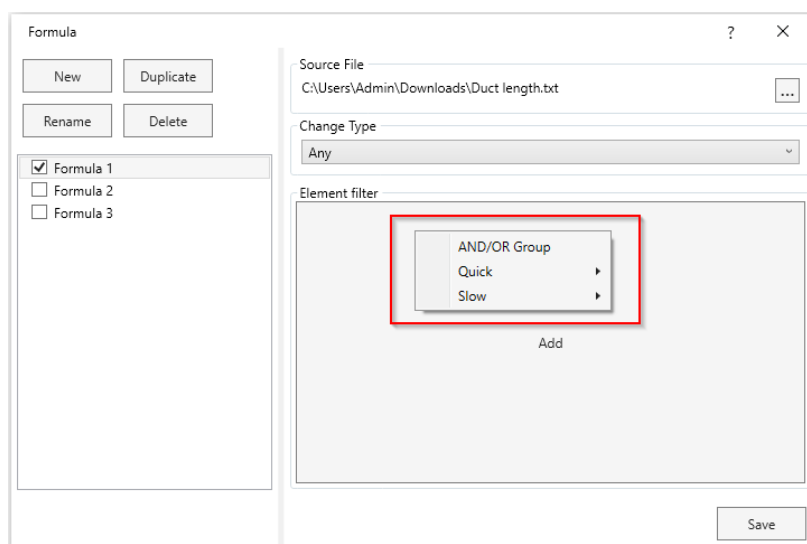 Formula
?
New
Duplicate
Rename
Delete
Formula 1
Formula 2
Formula 3
Source File
C:\Users\Admin\Downloads\Duct length.txt
...
Change Type
Any
Element filter
AND/OR Group
Quick
Slow
Add
Save